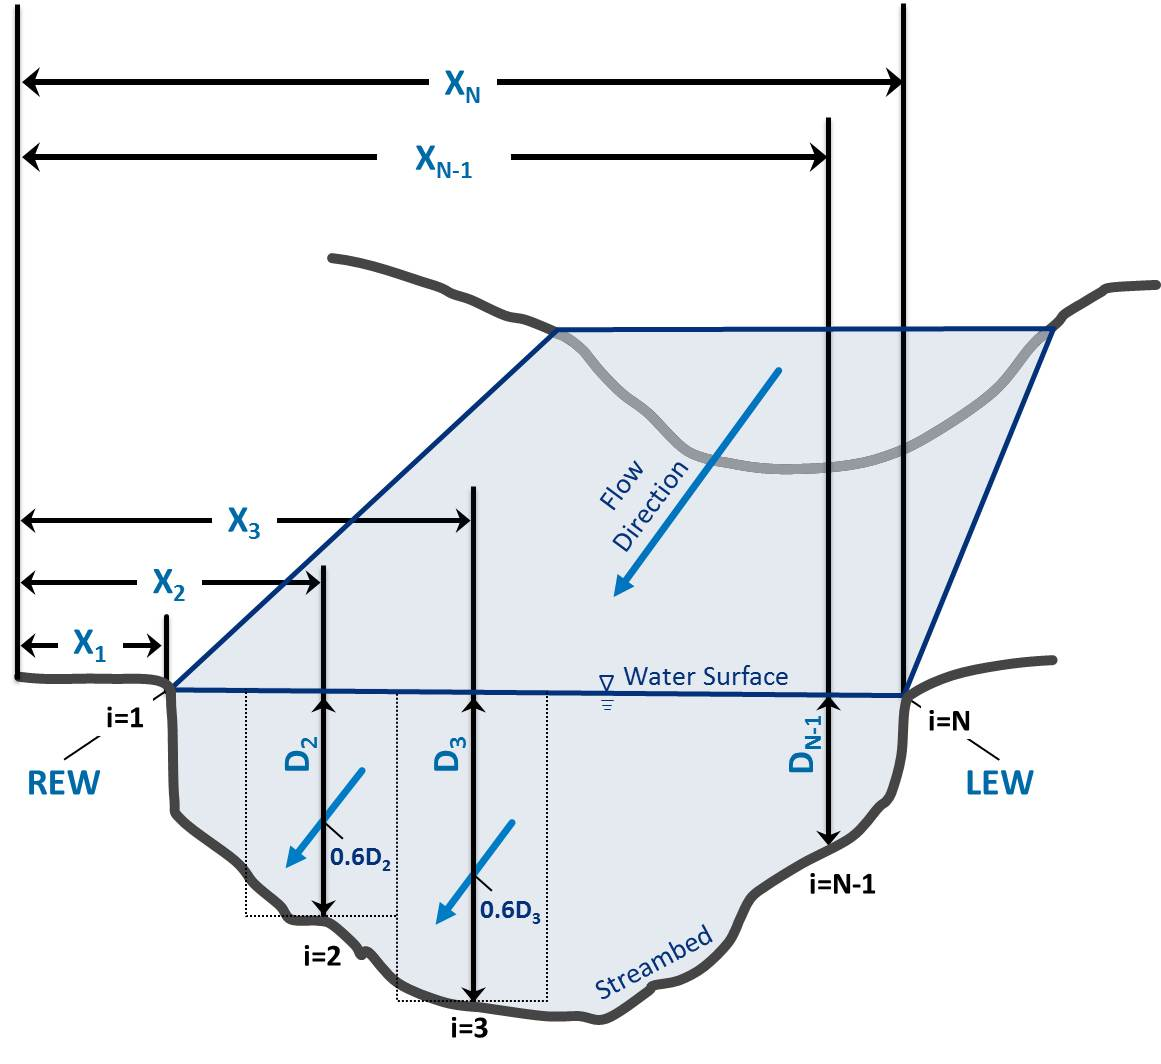 X_N
X_N-1
X_3
X_2
X_1
Flow
Direction
Water Surface
i=1
i=N
REW
LEW
D_2
D_3
D_N-1
0.6D_2
0.6D_3
i=N-1
i=2
Streambed
i=3